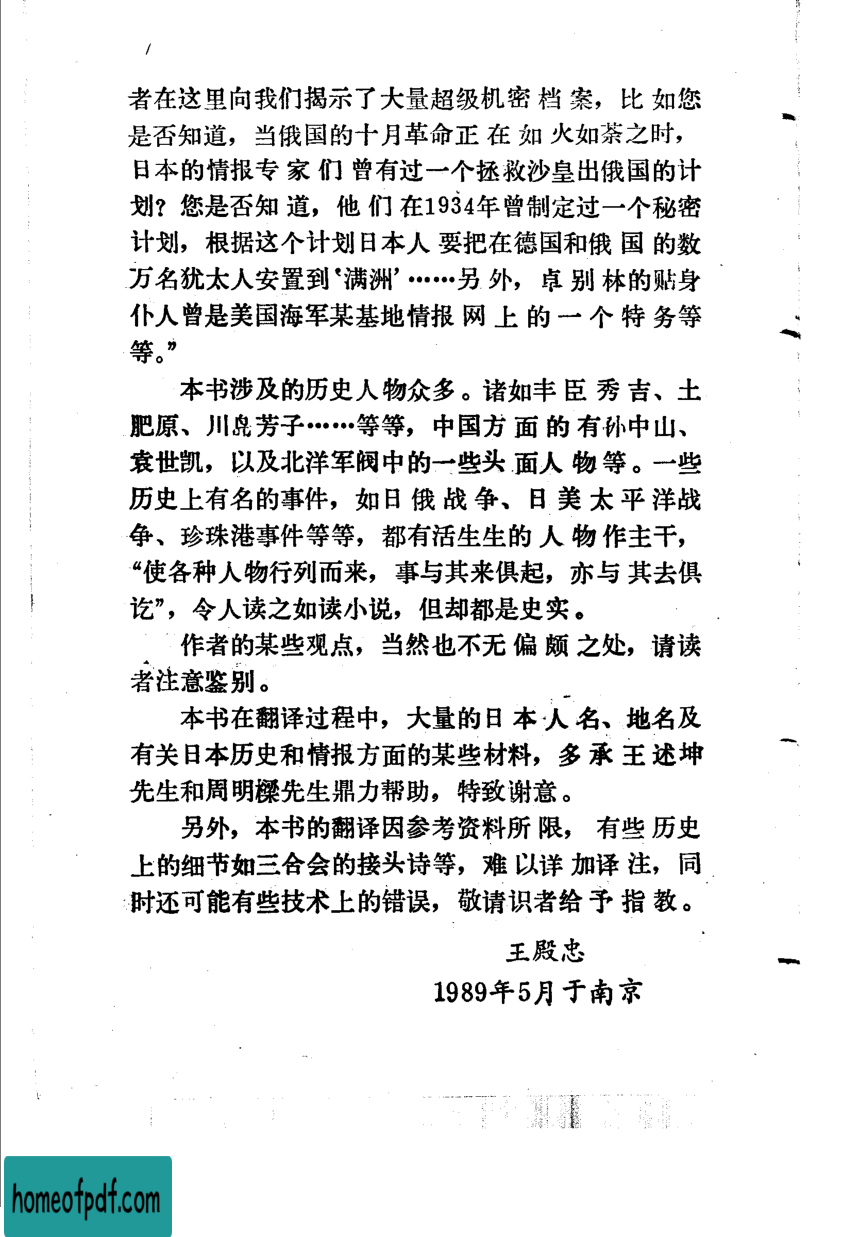 者在这里向我们揭示了大量超级机密档案，比如您
是否知道，当俄国的十月革命正在如火如荼之时，
日本的情报专家们曾有过一个拯救沙皇出俄国的计
划？您是否知道，他们在1934年曾制定过一个秘密
计划，根据这个计划日本人要把在德国和俄国的数
万名犹太人安置到‘满洲’……另外，卓别林的贴身
仆人曾是美国海军某基地情报网上的一个特务等
等。”
本书涉及的历史人物众多。诸如丰臣秀吉、土
肥原、川岛芳子……等等，中国方面的有孙中山、
袁世凯，以及北洋军阀中的一些头面人物等。一些
历史上有名的事件，如日俄战争、日美太平洋战
争、珍珠港事件等等，都有活生生的人物作主干，
“使各种人物行列而来，事与其来俱起，亦与其去俱
讫”，令人读之如读小说，但却都是史实。
作者的某些观点，当然也不无偏颇之处，请读
者注意鉴别。
本书在翻译过程中，大量的日本人名、地名及
有关日本历史和情报方面的某些材料，多承王述坤
先生和周明樑先生鼎力帮助，特致谢意。
另外，本书的翻译因参考资料所限，有些历史
上的细节如三合会的接头诗等，难以详加译注，同
时还可能有些技术上的错误，敬请识者给予指教。
王殿忠
1989年5月于南京
homeofpdf.com